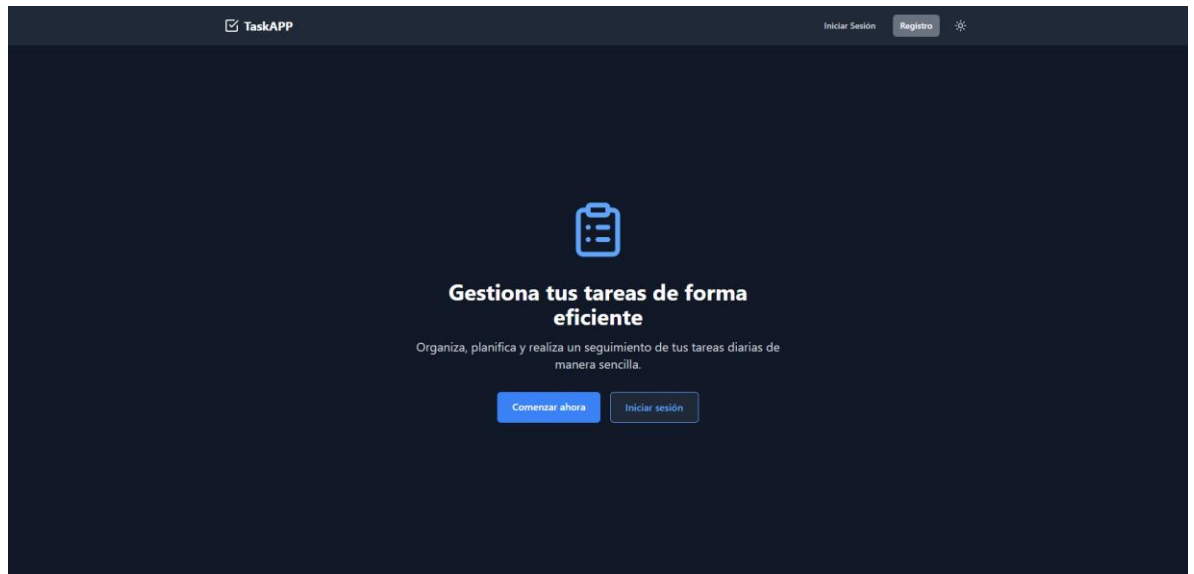 TaskAPP
Iniciar Sesión
Registro
Gestiona tus tareas de forma
eficiente
Organiza, planifica y realiza un seguimiento de tus tareas diarias de
manera sencilla.
Comenzar ahora
Iniciar sesión